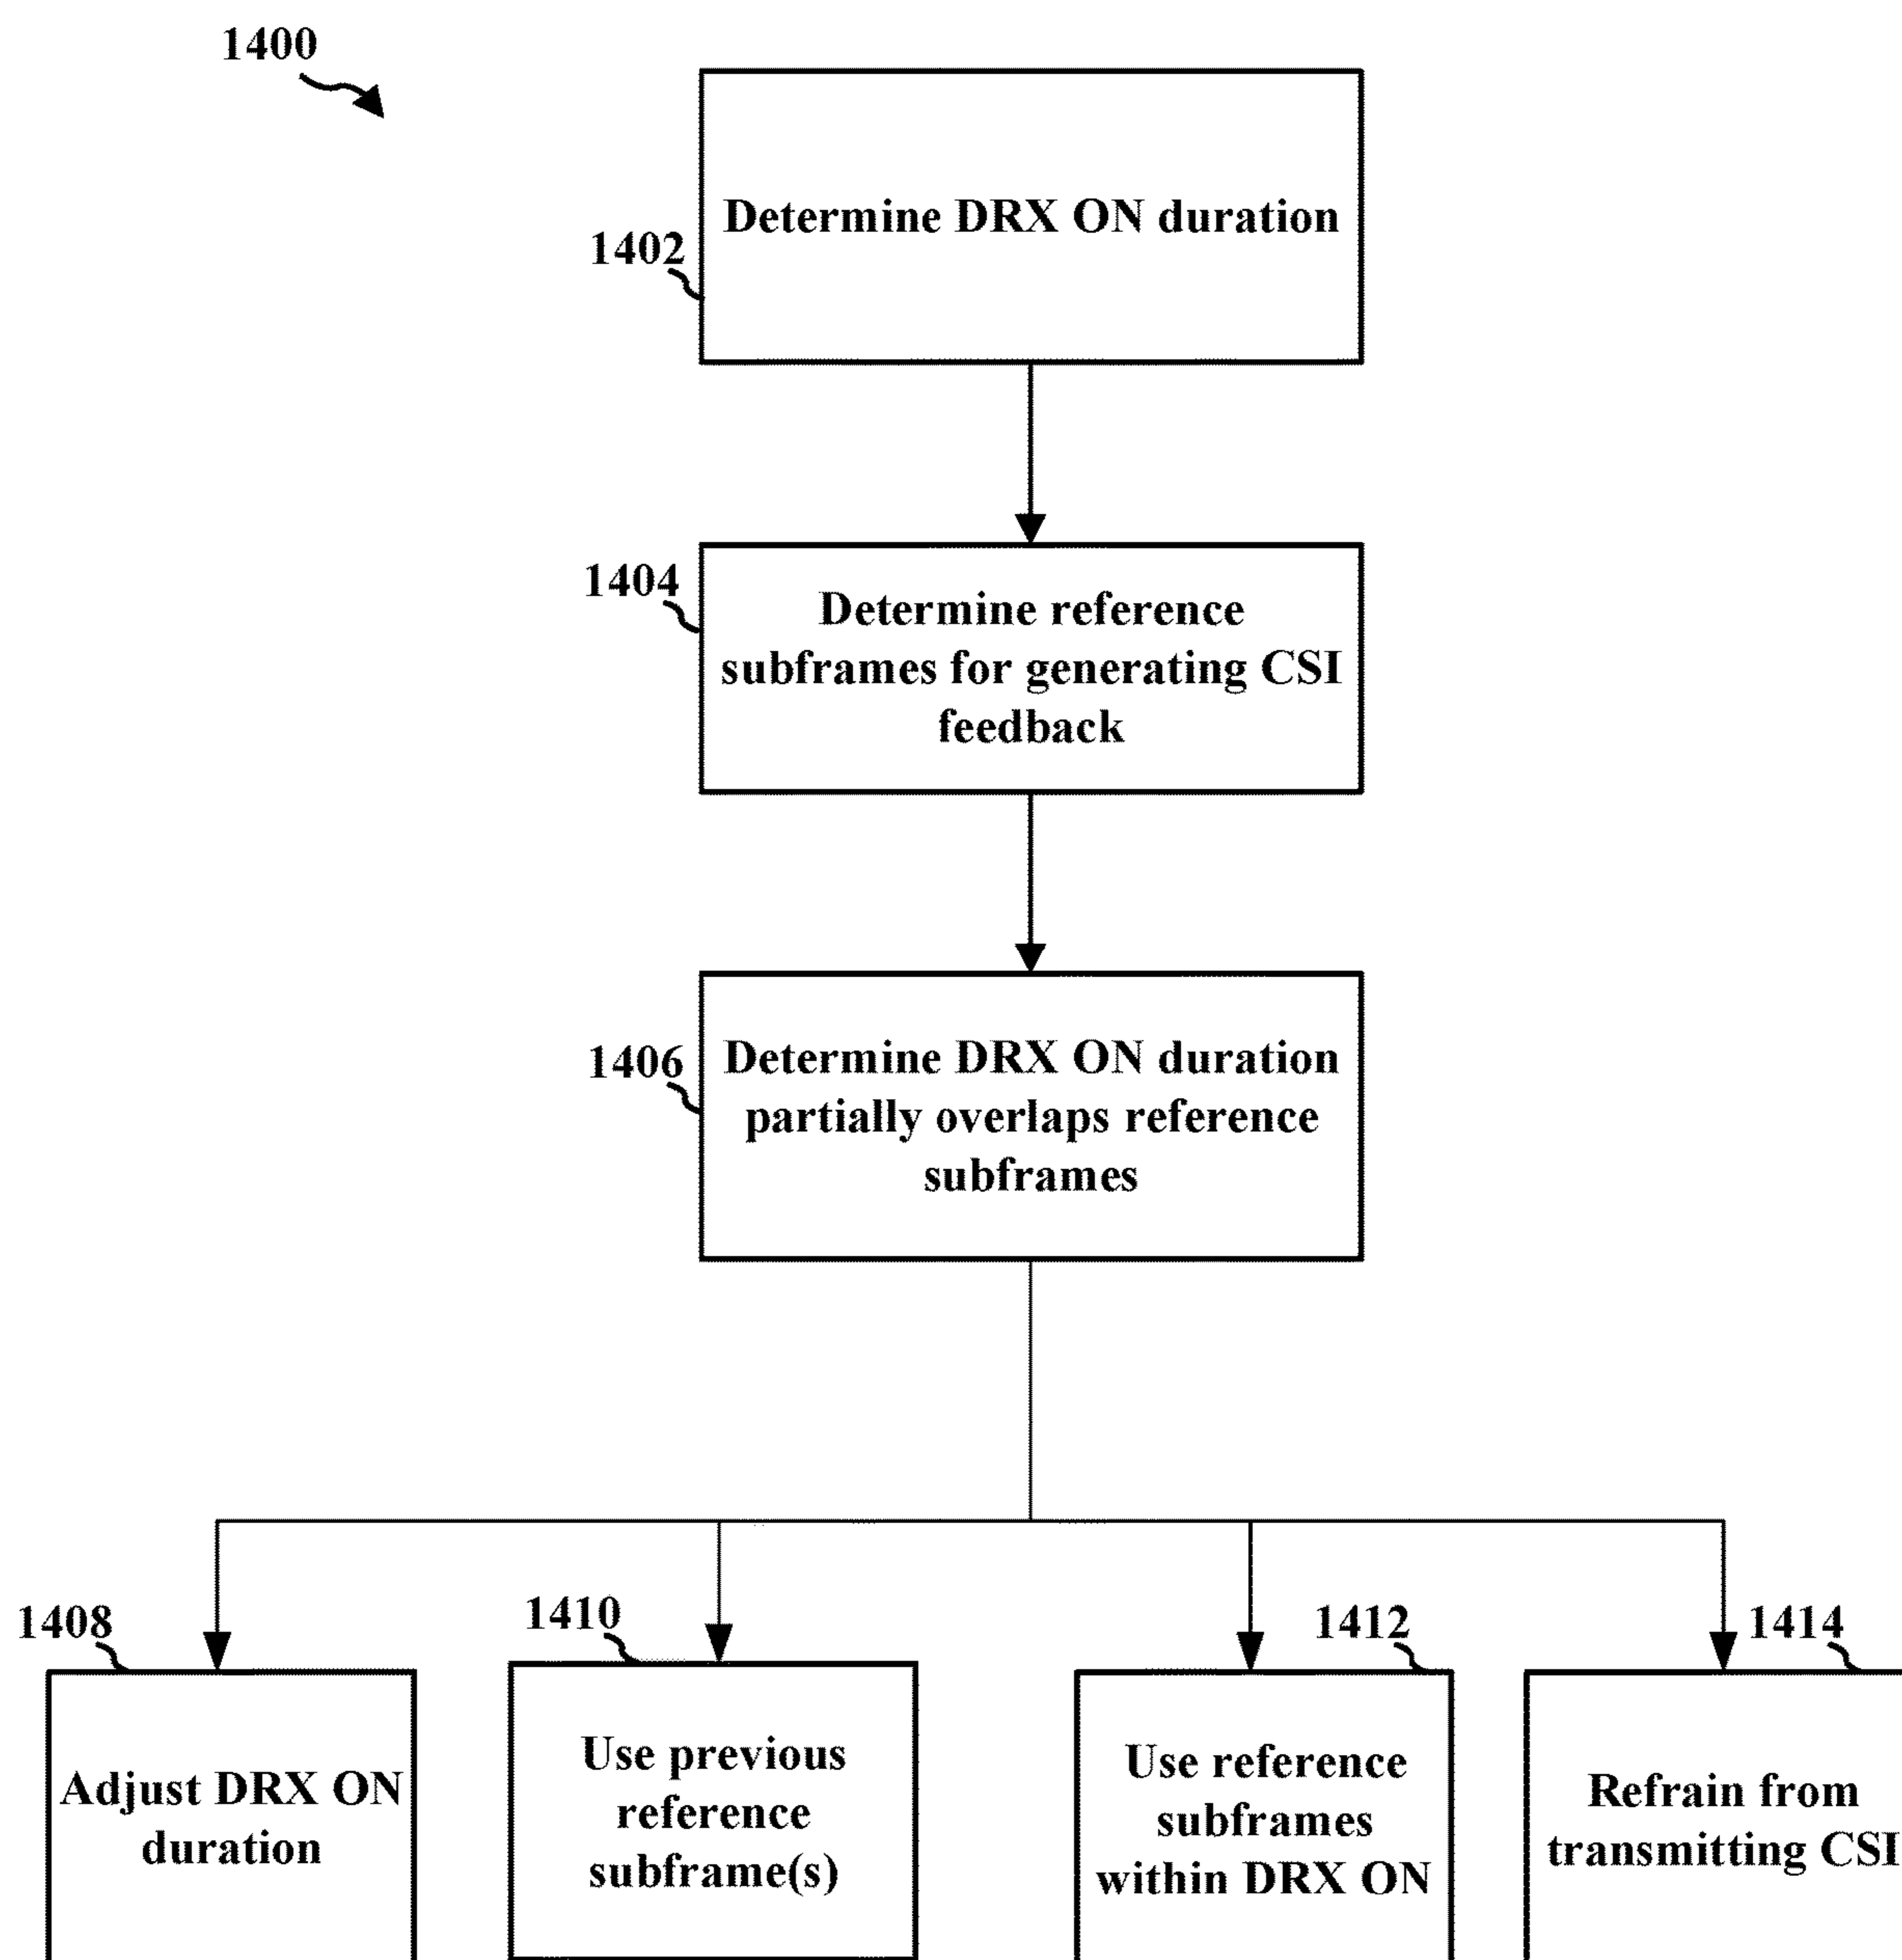 1400
Determine DRX ON duration
1402
1404
Determine reference
subframes for generating CSI
feedback
1406
Determine DRX ON duration
partially overlaps reference
subframes
1408
Adjust DRX ON
duration
1410
Use previous
reference
subframe(s)
1412
Use reference
subframes
within DRX ON
1414
Refrain from
transmitting CSI